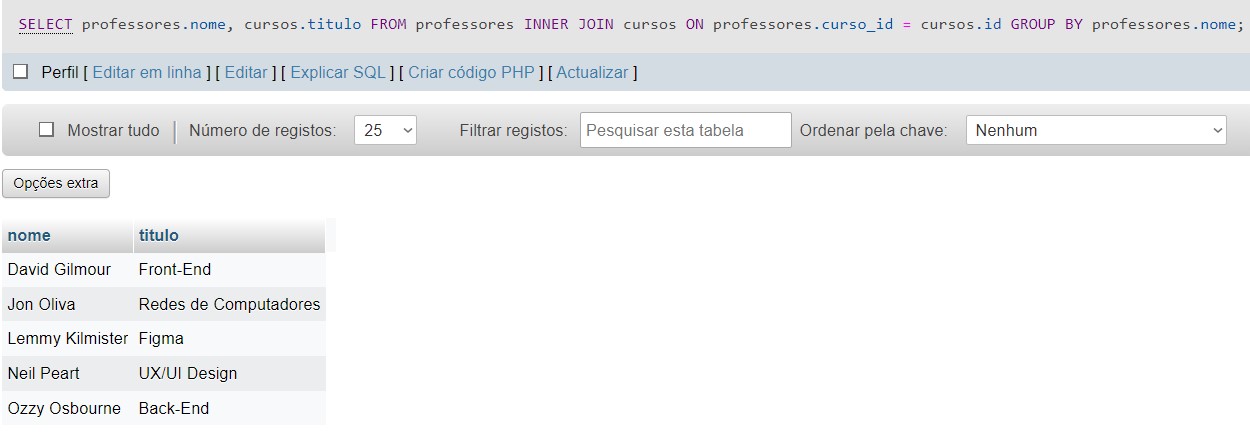 SELECT professores.nome, cursos.titulo FROM professores INNER JOIN cursos ON professores.curso_id = cursos.id GROUP BY professores.nome;
Perfil [ Editar em linha ] [ Editar ] [ Explicar SQL ] [ Criar código PHP ] [ Actualizar ]
Mostrar tudo Número de registos: 25 Filtrar registos: Pesquisar esta tabela Ordenar pela chave: Nenhum
Opções extra
nome titulo
David Gilmour Front-End
Jon Oliva Redes de Computadores
Lemmy Kilmister Figma
Neil Peart UX/UI Design
Ozzy Osbourne Back-End